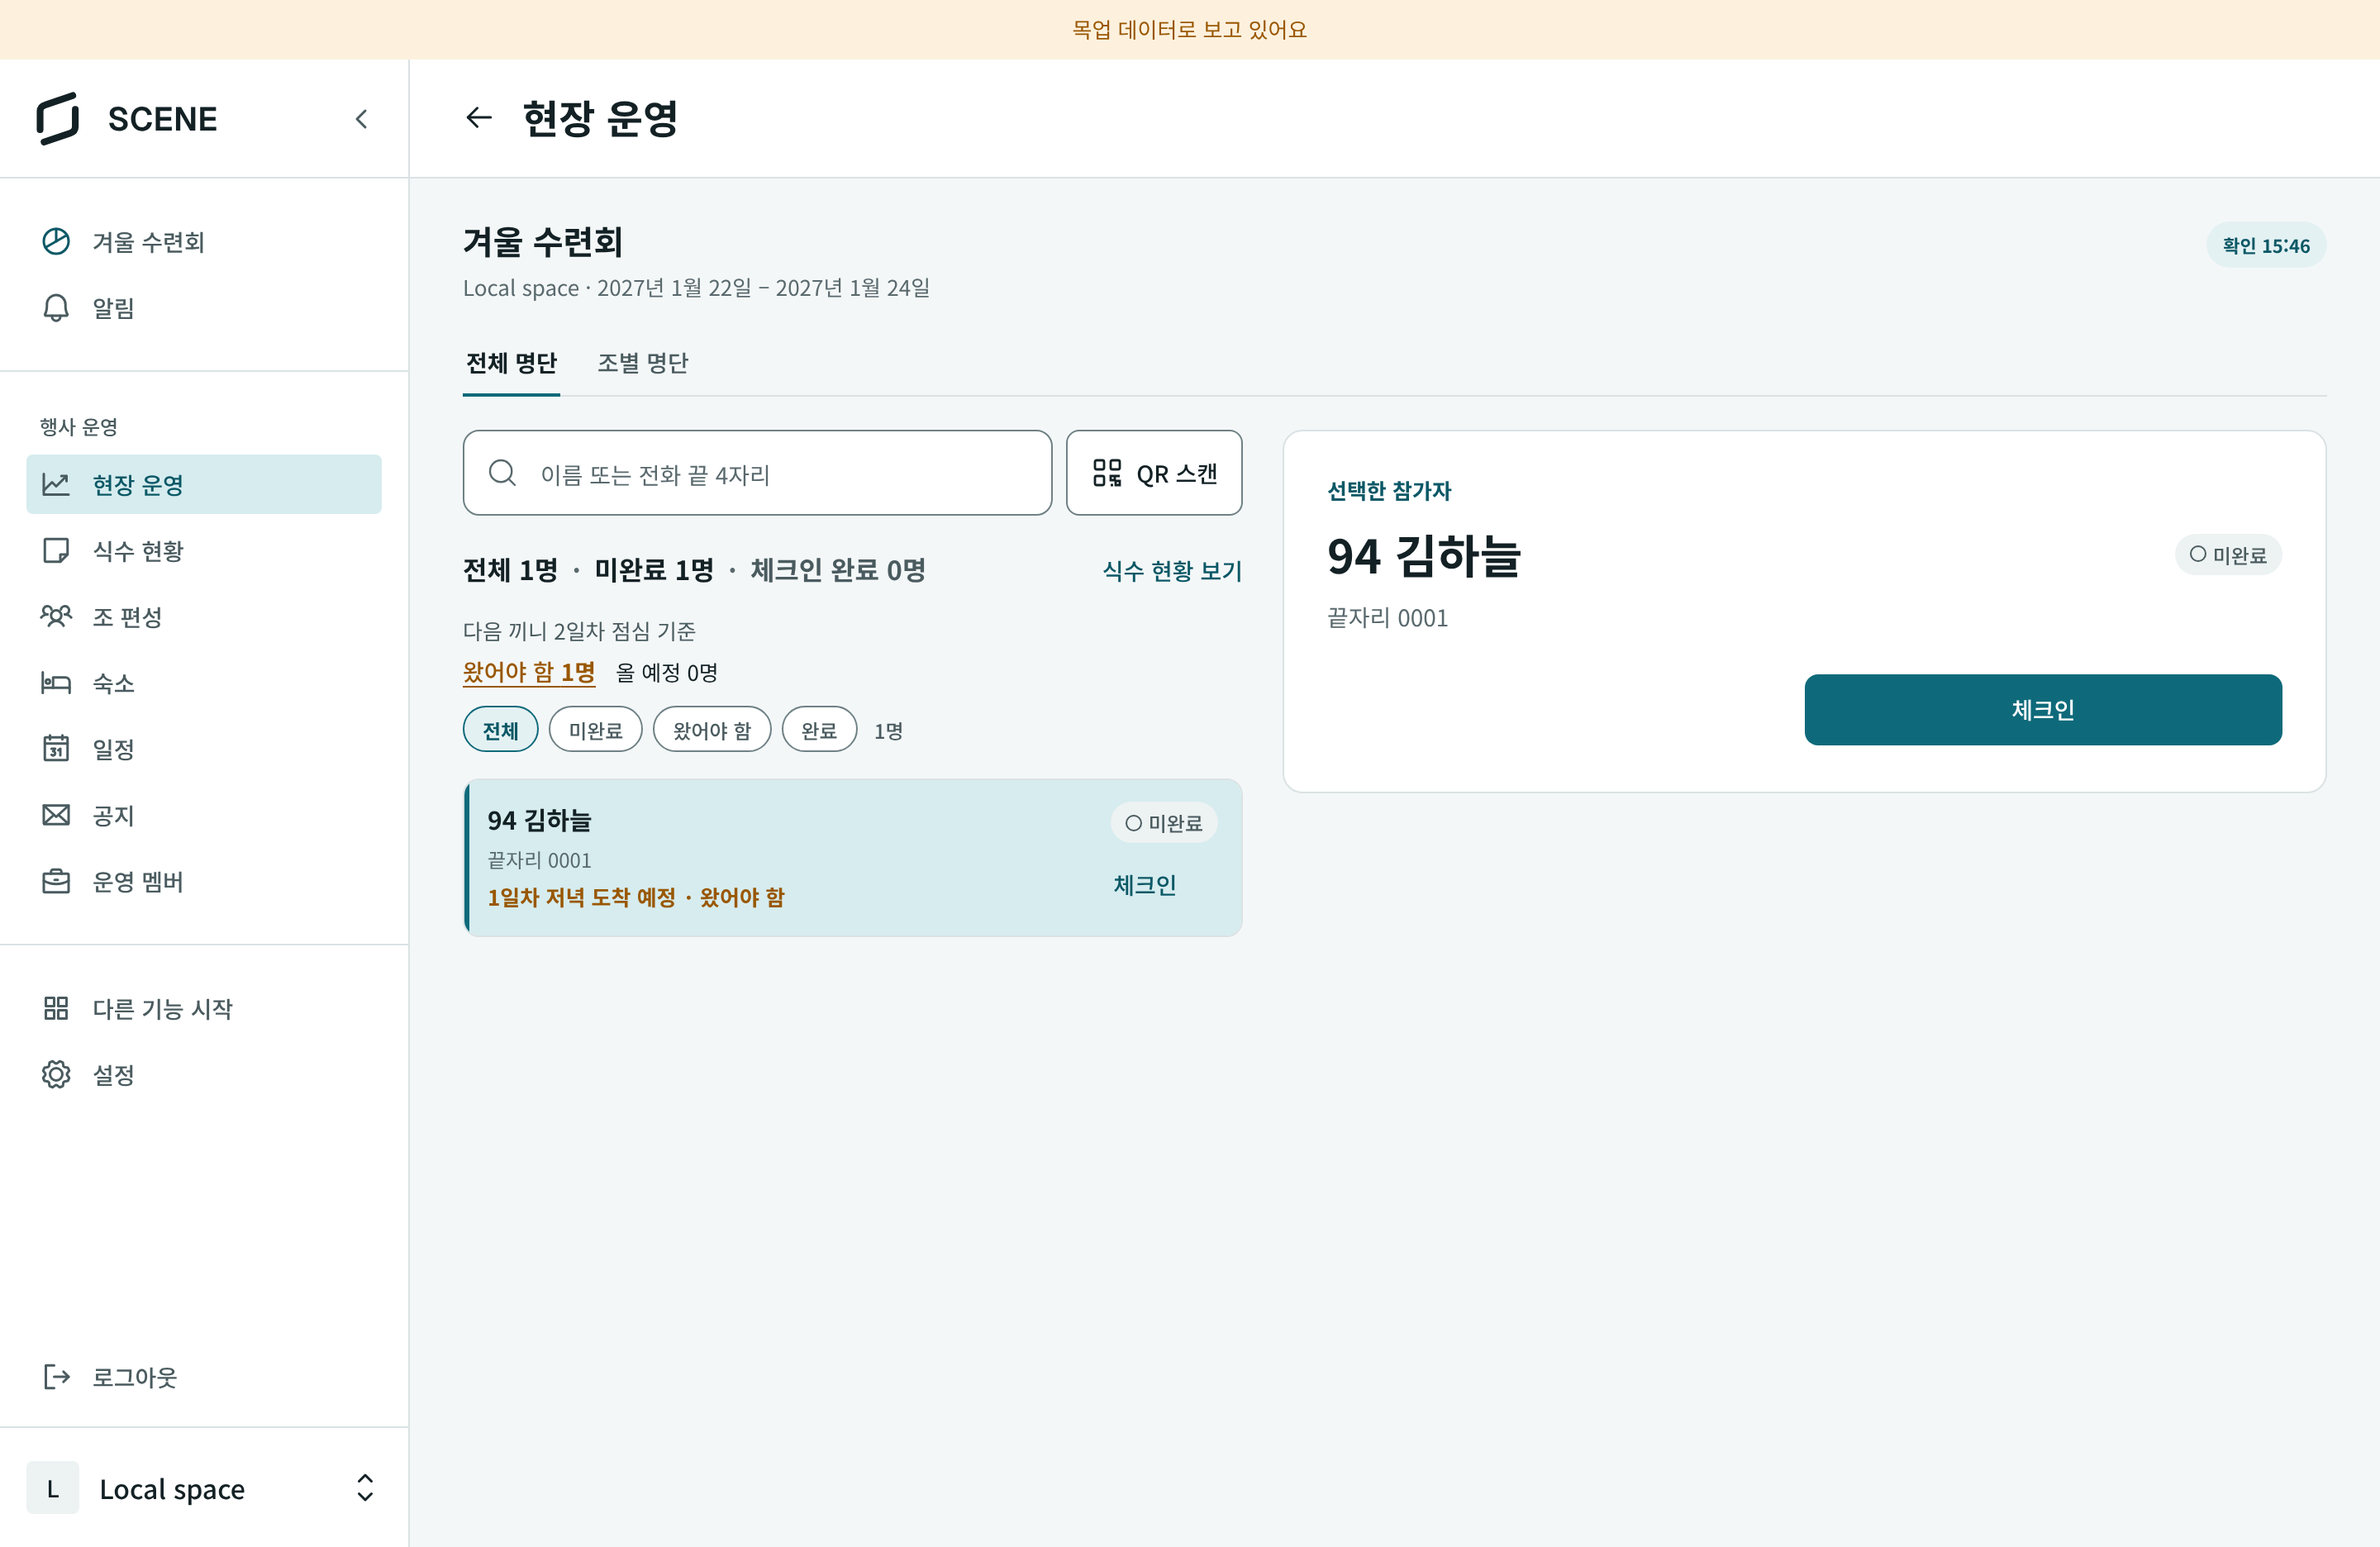 목업 데이터로 보고 있어요
SCENE
현장 운영
겨울 수련회
알림
행사 운영
현장 운영
식수 현황
조 편성
숙소
31
일정
공지
운영 멤버
다른 기능 시작
설정
로그아웃
L Local space
겨울 수련회
확인 15:46
Local space · 2027년 1월 22일 – 2027년 1월 24일
전체 명단 조별 명단
이름 또는 전화 끝 4자리
QR 스캔
전체 1명 · 미완료 1명 · 체크인 완료 0명
식수 현황 보기
다음 끼니 2일차 점심 기준
왔어야 함 1명 올 예정 0명
전체 미완료 왔어야 함 완료 1명
94 김하늘
미완료
끝자리 0001
체크인
1일차 저녁 도착 예정 · 왔어야 함
선택한 참가자
94 김하늘
미완료
끝자리 0001
체크인